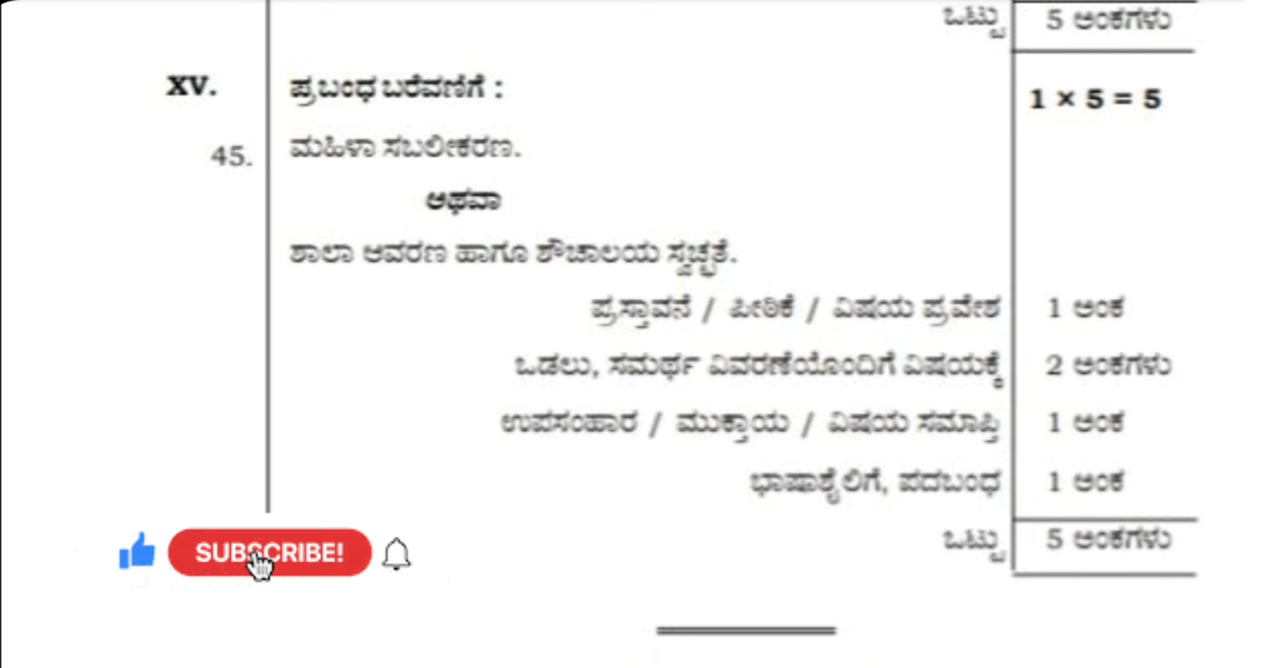 ಒಟ್ಟು 5 ಅಂಕಗಳು
XV. ಪ್ರಬಂಧ ಬರೆವಣಿಗೆ : 1 × 5 = 5
45. ಮಹಿಳಾ ಸಬಲೀಕರಣ.
ಅಥವಾ
ಶಾಲಾ ಆವರಣ ಹಾಗೂ ಶೌಚಾಲಯ ಸ್ವಚ್ಛತೆ.
ಪ್ರಸ್ತಾವನೆ / ಪೀಠಿಕೆ / ವಿಷಯ ಪ್ರವೇಶ 1 ಅಂಕ
ಒಡಲು, ಸಮರ್ಥ ವಿವರಣೆಯೊಂದಿಗೆ ವಿಷಯಕ್ಕೆ 2 ಅಂಕಗಳು
ಉಪಸಂಹಾರ / ಮುಕ್ತಾಯ / ವಿಷಯ ಸಮಾಪ್ತಿ 1 ಅಂಕ
ಭಾಷಾಶೈಲಿಗೆ, ಪದಬಂಧ 1 ಅಂಕ
SUBSCRIBE!
ಒಟ್ಟು 5 ಅಂಕಗಳು